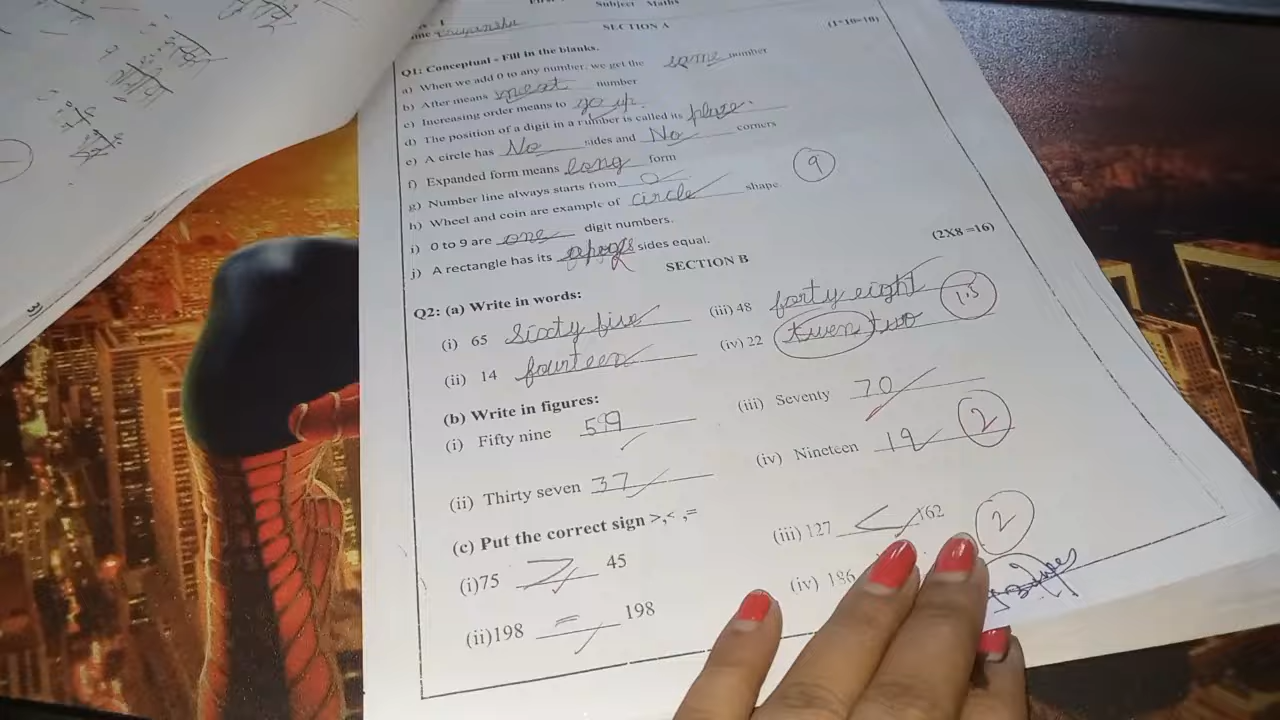 Subject Maths
SECTION A (1*10=10)
Q1: Conceptual - Fill in the blanks.
a) When we add 0 to any number, we get the same number
b) After means number
c) Increasing order means to go up.
d) The position of a digit in a number is called its place.
e) A circle has No sides and No corners
f) Expanded form means long form
g) Number line always starts from 0
h) Wheel and coin are example of circle shape
9
i) 0 to 9 are one digit numbers.
j) A rectangle has its sides equal.
SECTION B (2X8=16)
Q2: (a) Write in words:
(i) 65 Sixty five (iii) 48 forty eight
1.5
(ii) 14 fourteen (iv) 22 twen two
(b) Write in figures:
(i) Fifty nine 59 (iii) Seventy 70
2
(ii) Thirty seven 37 (iv) Nineteen 19
(c) Put the correct sign >,< ,=
(i)75 > 45 (iii) 127 < 162
2
(ii)198 = 198 (iv) 186